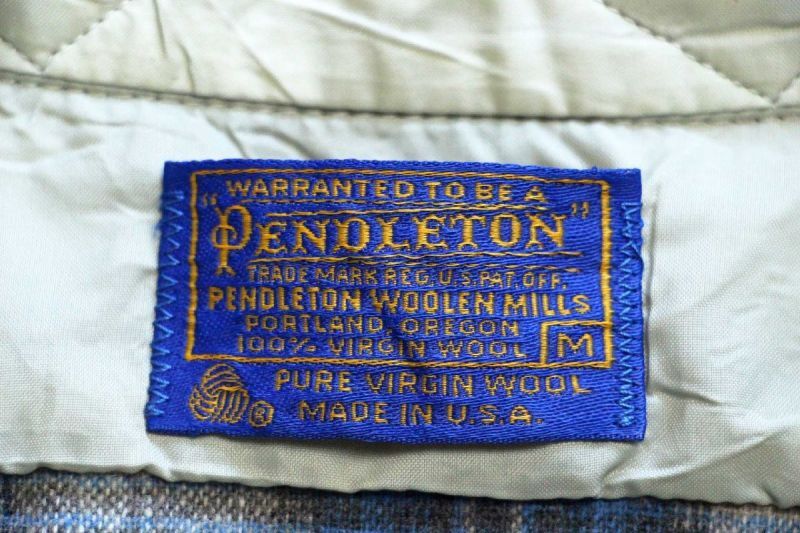 WARRANTED TO BE A
"PENDLETON"
TRADE MARK REG. U.S. PAT. OFF.
PENDLETON WOOLEN MILLS
PORTLAND, OREGON
100% VIRGIN WOOL M
PURE VIRGIN WOOL
® MADE IN U.S.A.